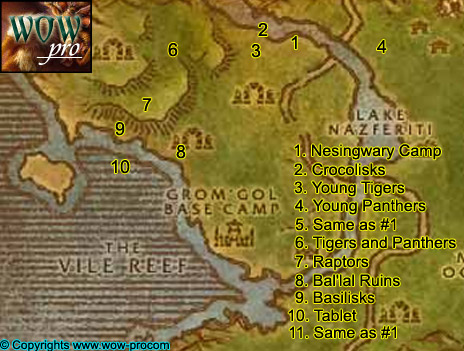 WOW
pro
2
1
3
4
6
7
9
8
10
LAKE
NAZFERITI
GROM'GOL
BASE CAMP
THE
VILE REEF
1. Nesingwary Camp
2. Crocolisks
3. Young Tigers
4. Young Panthers
5. Same as #1
6. Tigers and Panthers
7. Raptors
8. Bal'lal Ruins
9. Basilisks
10. Tablet
11. Same as #1
M
© Copyrights www.wow-procom